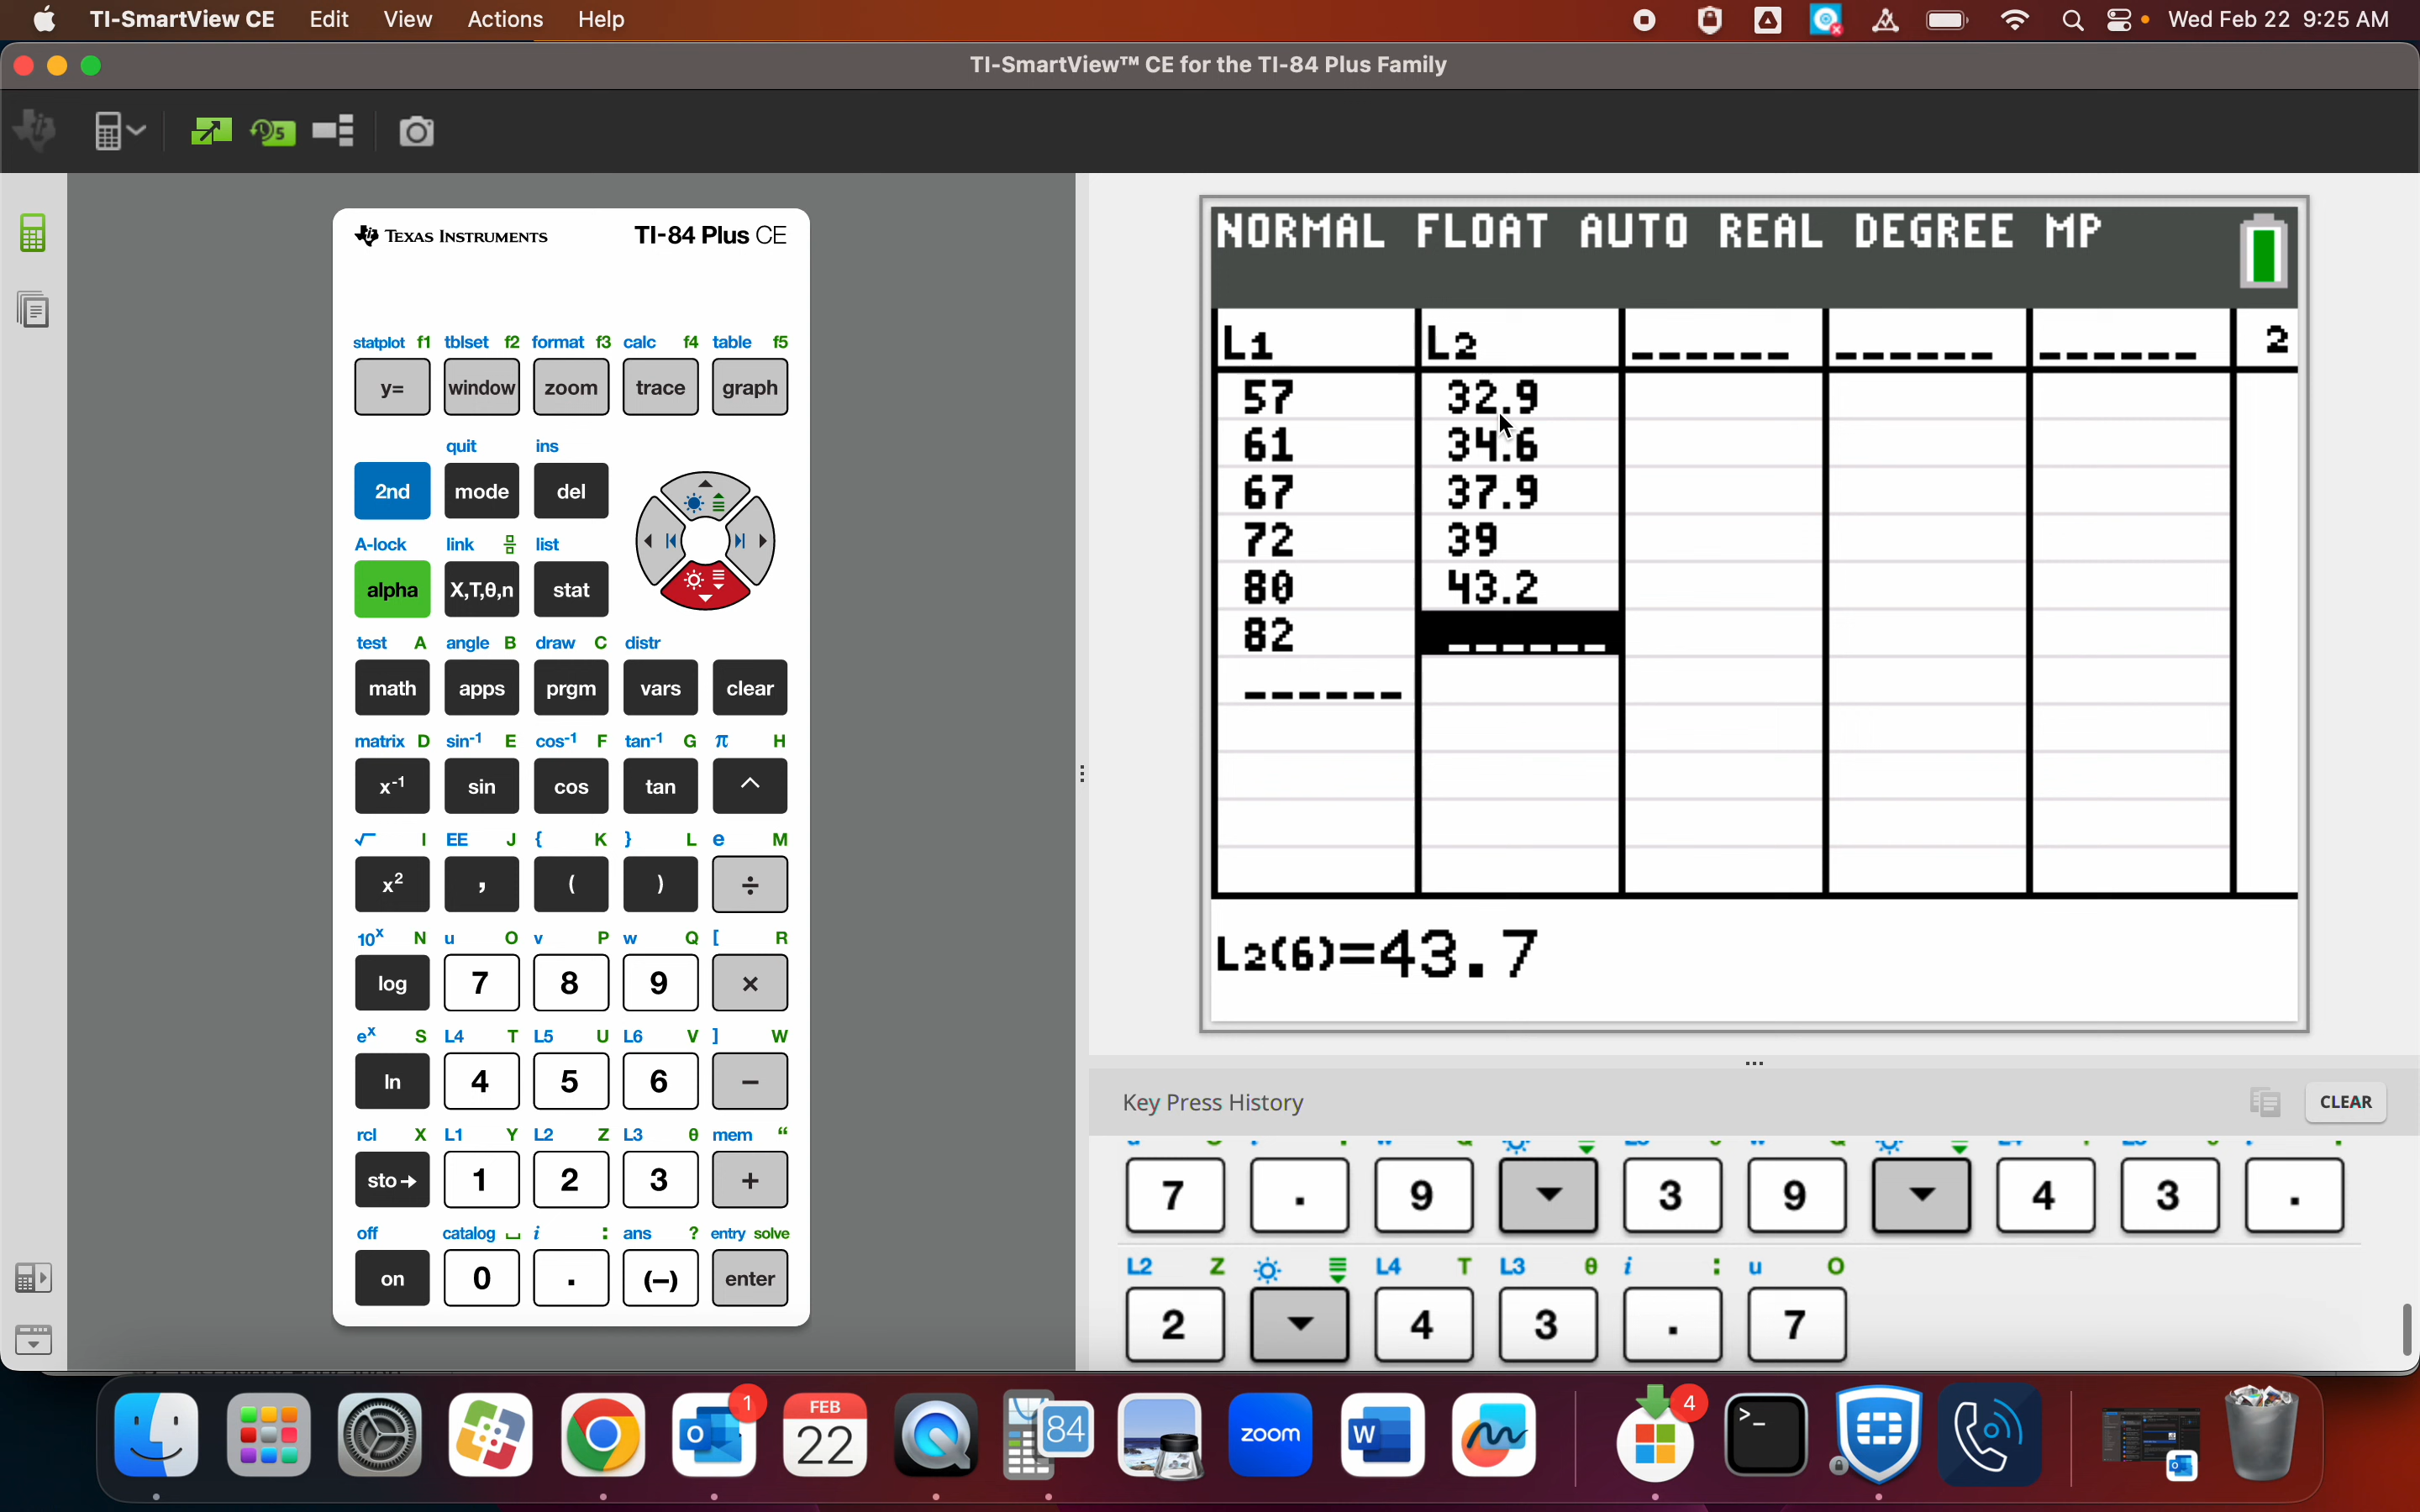 TI-SmartView CE Edit View Actions Help Wed Feb 22 9:25 AM
TI-SmartView™ CE for the TI-84 Plus Family
5
TEXAS INSTRUMENTS TI-84 Plus CE
statplot f1 tblset f2 format f3 calc f4 table f5
y= window zoom trace graph
quit ins
2nd mode del
A-lock link list
alpha X,T,θ,n stat
test A angle B draw C distr
math apps prgm vars clear
matrix D sin⁻¹ E cos⁻¹ F tan⁻¹ G π H
x⁻¹ sin cos tan ^
√ I EE J { K } L e M
x² , ( ) ÷
10ˣ N u O v P w Q [ R
log 7 8 9 ×
eˣ S L4 T L5 U L6 V ] W
ln 4 5 6 −
rcl X L1 Y L2 Z L3 θ mem “
sto→ 1 2 3 +
off catalog ⎵ i : ans ? entry solve
on 0 . (–) enter
NORMAL FLOAT AUTO REAL DEGREE MP
L1 L2 ------ ------ ------ 2
57 32.9
61 34.6
67 37.9
72 39
80 43.2
82 ------
------
L2(6)=43.7
Key Press History CLEAR
7 . 9 ▼ 3 9 ▼ 4 3 .
L2 Z L4 T L3 θ i : u O
2 ▼ 4 3 . 7
1
FEB
22
84
zoom
W
4
>_